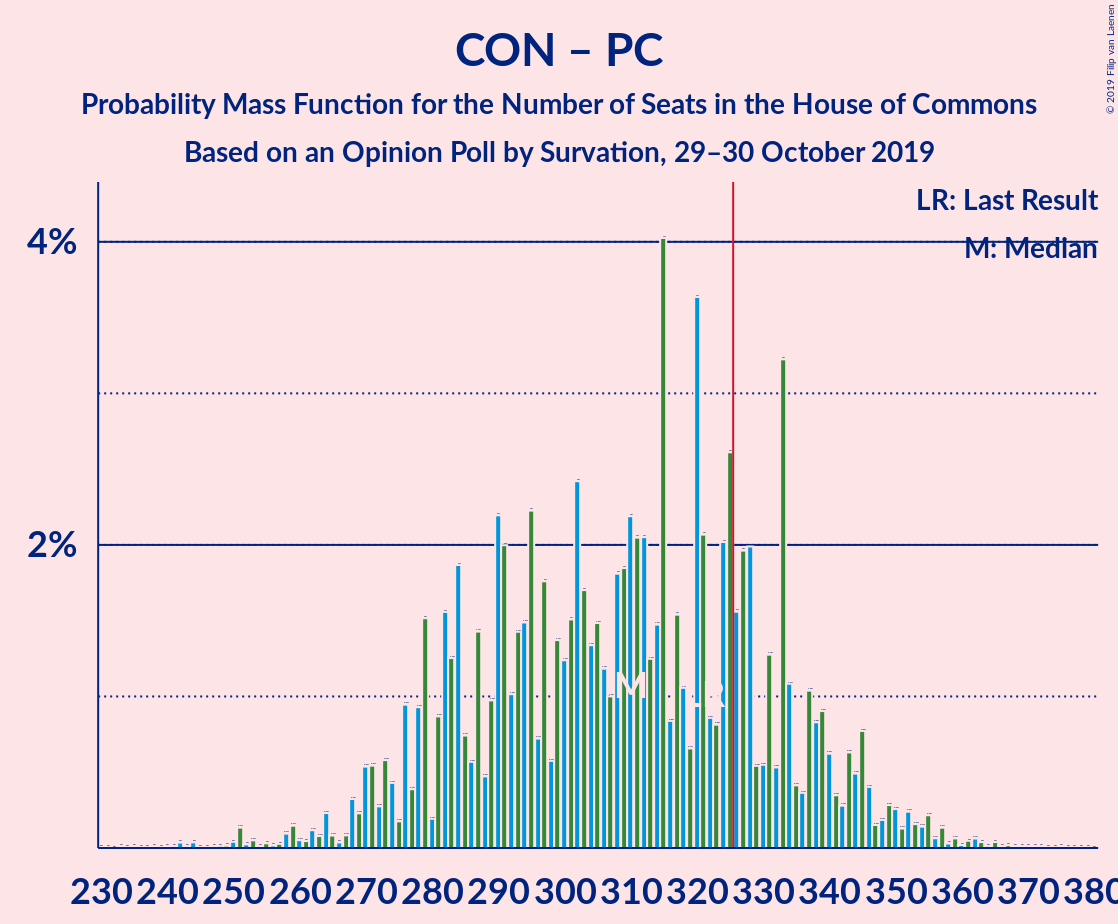 CON – PC
Probability Mass Function for the Number of Seats in the House of Commons
Based on an Opinion Poll by Survation, 29–30 October 2019
© 2019 Filip van Laenen
LR: Last Result
M: Median
4%
2%
M
LR
230 240 250 260 270 280 290 300 310 320 330 340 350 360 370 380